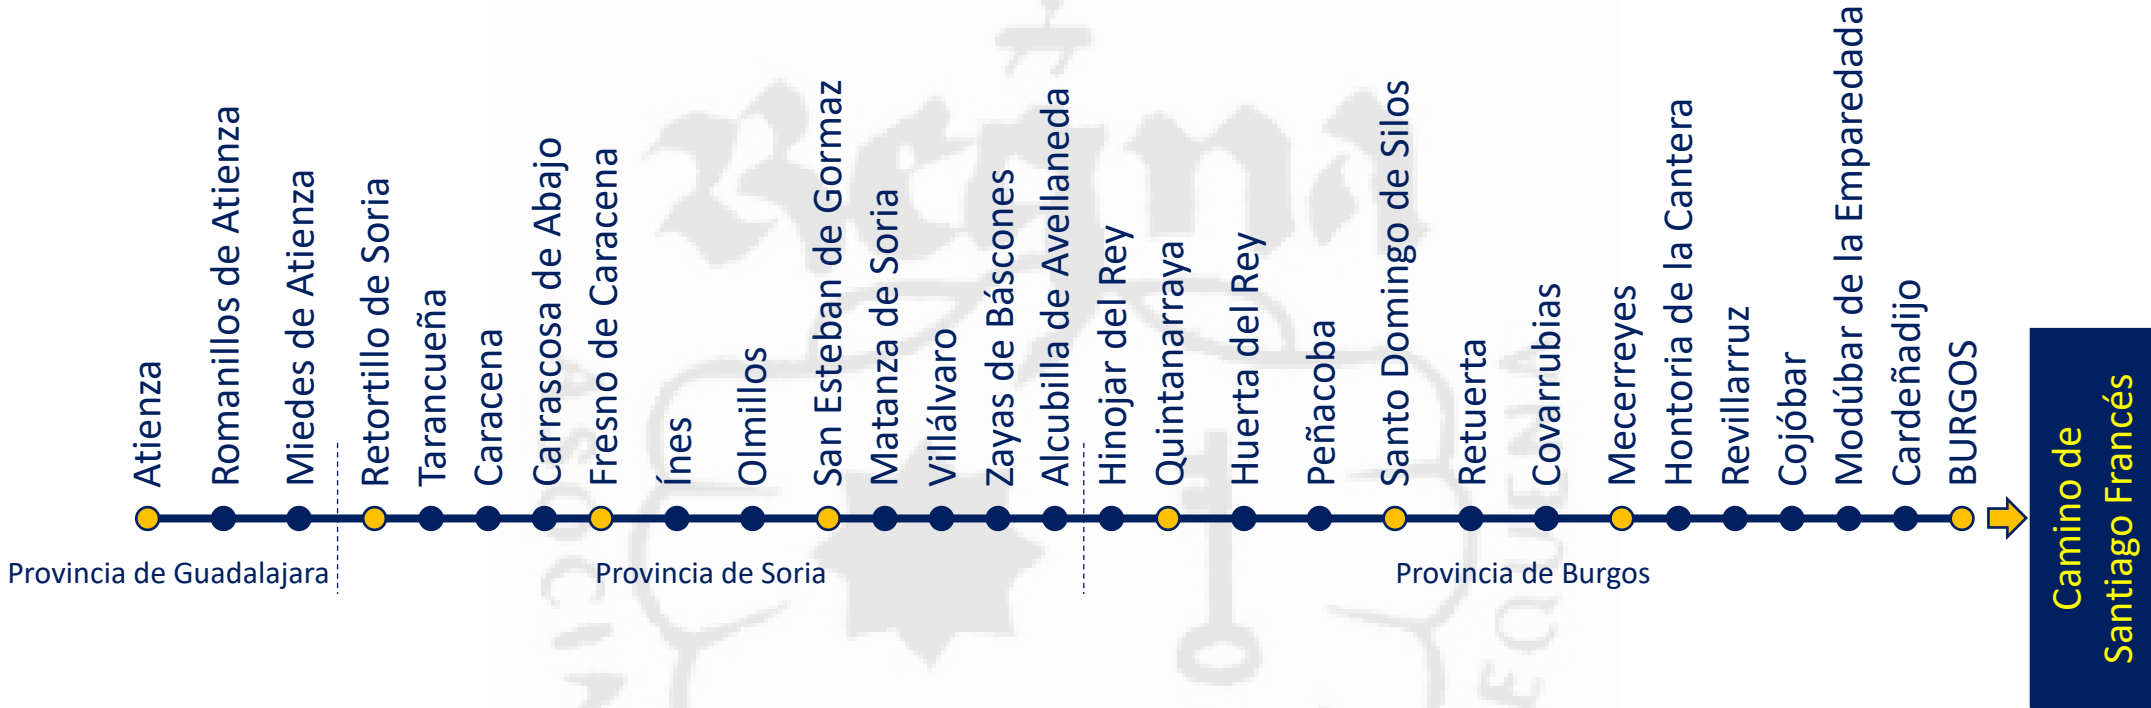 Atienza
Romanillos de Atienza
Miedes de Atienza
Retortillo de Soria
Tarancueña
Caracena
Carrascosa de Abajo
Fresno de Caracena
Ínes
Olmillos
San Esteban de Gormaz
Matanza de Soria
Villálvaro
Zayas de Báscones
Alcubilla de Avellaneda
Hinojar del Rey
Quintanarraya
Huerta del Rey
Peñacoba
Santo Domingo de Silos
Retuerta
Covarrubias
Mecerreyes
Hontoria de la Cantera
Revillarruz
Cojóbar
Modúbar de la Emparedada
Cardeñadijo
BURGOS
Camino de
Santiago Francés
Provincia de Guadalajara
Provincia de Soria
Provincia de Burgos